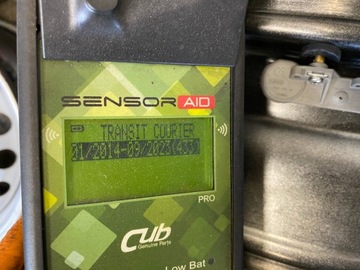 SENSOR AID
TRANSIT COURIER
01/2014-09/2023(433)
PRO
Cub
Genuine Parts
Low Bat